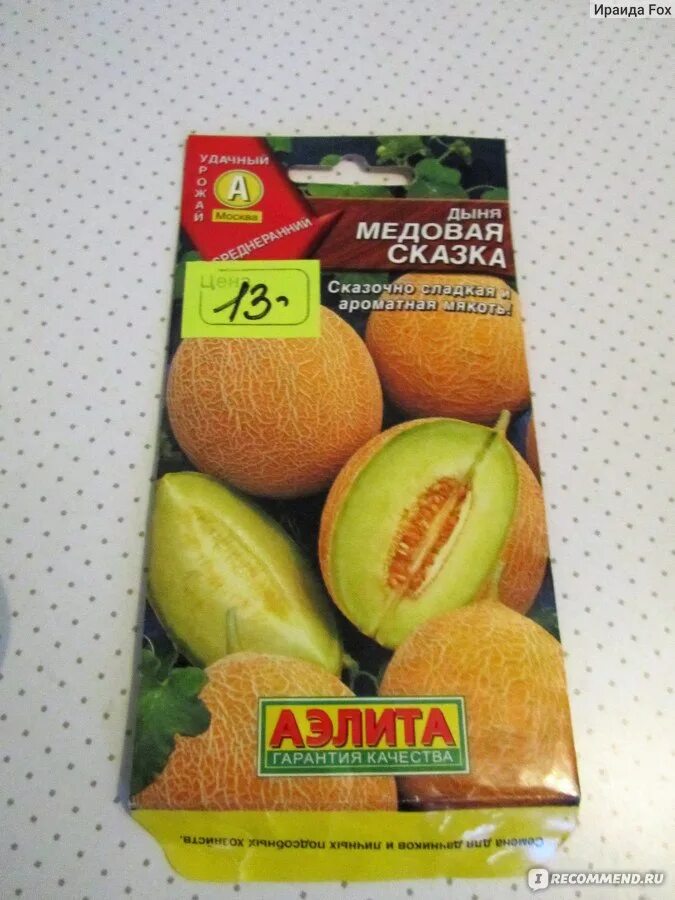 Ираида Fox
УДАЧНЫЙ
УРОЖАЙ
А
Москва
СРЕДНЕРАННИЙ
ДЫНЯ
МЕДОВАЯ
СКАЗКА
Сказочно сладкая и
ароматная мякоть!
Цена
13-
АЭЛИТА
ГАРАНТИЯ КАЧЕСТВА
Семена для дачников и личных подсобных хозяйств.
IRECOMMEND.RU